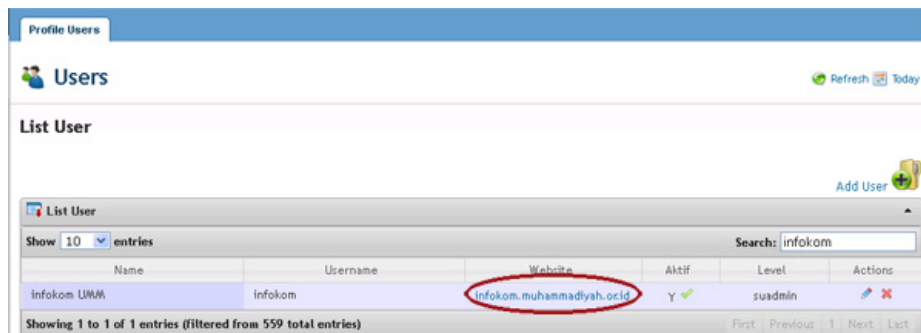 Profile Users
Users
Refresh Today
List User
Add User
List User
Show 10 entries Search: infokom
Name Username Website Aktif Level Actions
infokom UMM infokom infokom.muhammadiyah.or.id Y suadmin
Showing 1 to 1 of 1 entries (filtered from 559 total entries) First Previous 1 Next Last